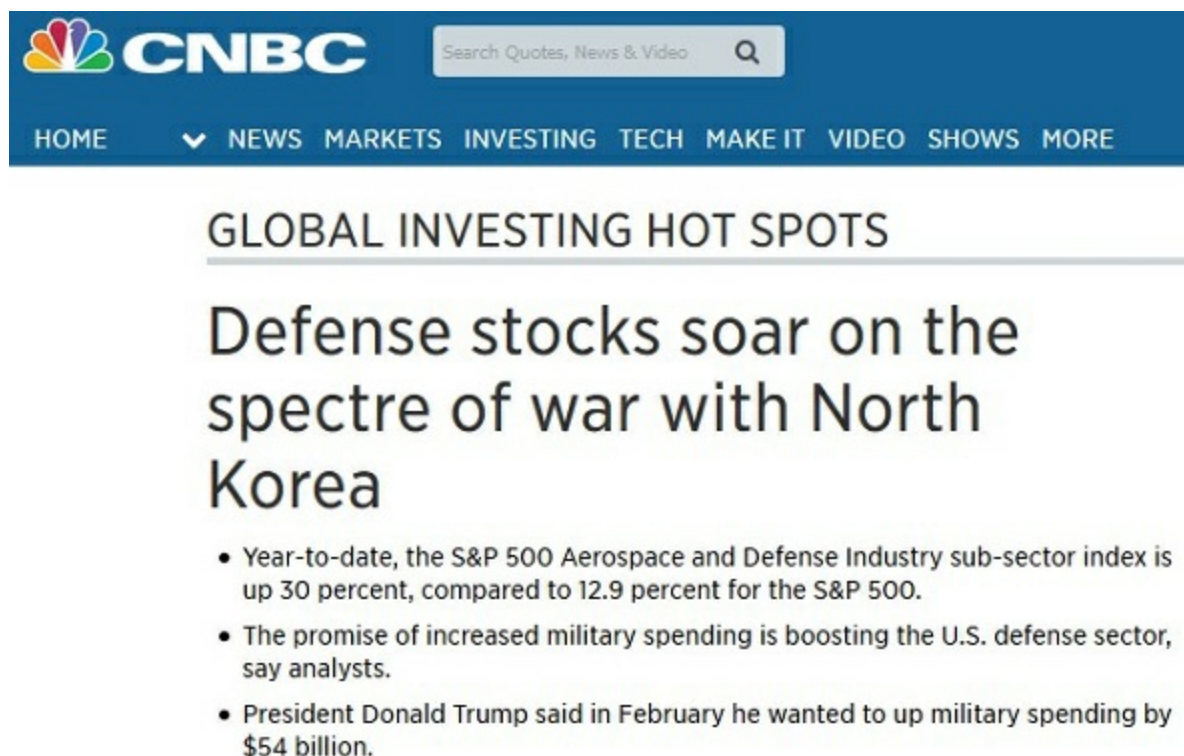 CNBC
Search Quotes, News & Video
HOME NEWS MARKETS INVESTING TECH MAKE IT VIDEO SHOWS MORE
GLOBAL INVESTING HOT SPOTS
Defense stocks soar on the
spectre of war with North
Korea
• Year-to-date, the S&P 500 Aerospace and Defense Industry sub-sector index is
up 30 percent, compared to 12.9 percent for the S&P 500.
• The promise of increased military spending is boosting the U.S. defense sector,
say analysts.
• President Donald Trump said in February he wanted to up military spending by
$54 billion.